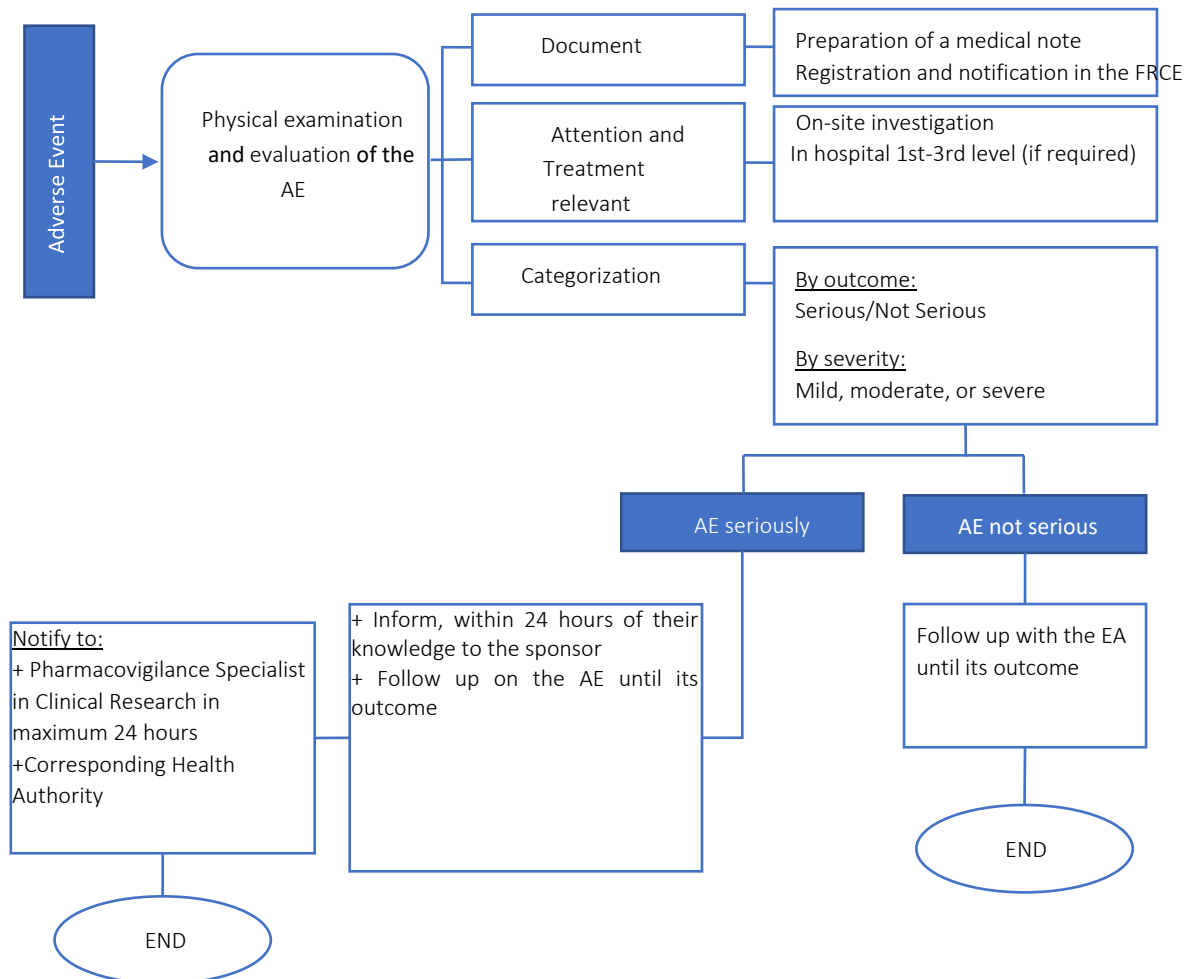 Adverse Event
Physical examination
and evaluation of the
AE
Document
Preparation of a medical note
Registration and notification in the FRCE
Attention and
Treatment
relevant
On-site investigation
In hospital 1st-3rd level (if required)
Categorization
By outcome:
Serious/Not Serious
By severity:
Mild, moderate, or severe
AE seriously
AE not serious
Notify to:
+ Pharmacovigilance Specialist
in Clinical Research in
maximum 24 hours
+Corresponding Health
Authority
+ Inform, within 24 hours of their
knowledge to the sponsor
+ Follow up on the AE until its
outcome
Follow up with the EA
until its outcome
END
END